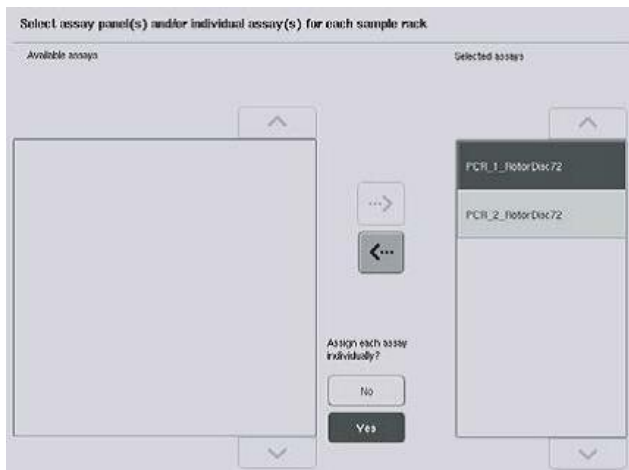 Select assay panel(s) and/or individual assay(s) for each sample rack
Available assays
Selected assays
PCR_1_RotorDisc72
PCR_2_RotorDisc72
Assign each assay
individually?
No
Yes